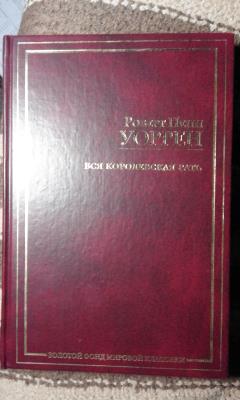 Роберт Пенн
УОРРЕН
ВСЯ КОРОЛЕВСКАЯ РАТЬ
ЗОЛОТОЙ ФОНД МИРОВОЙ КЛАССИКИ